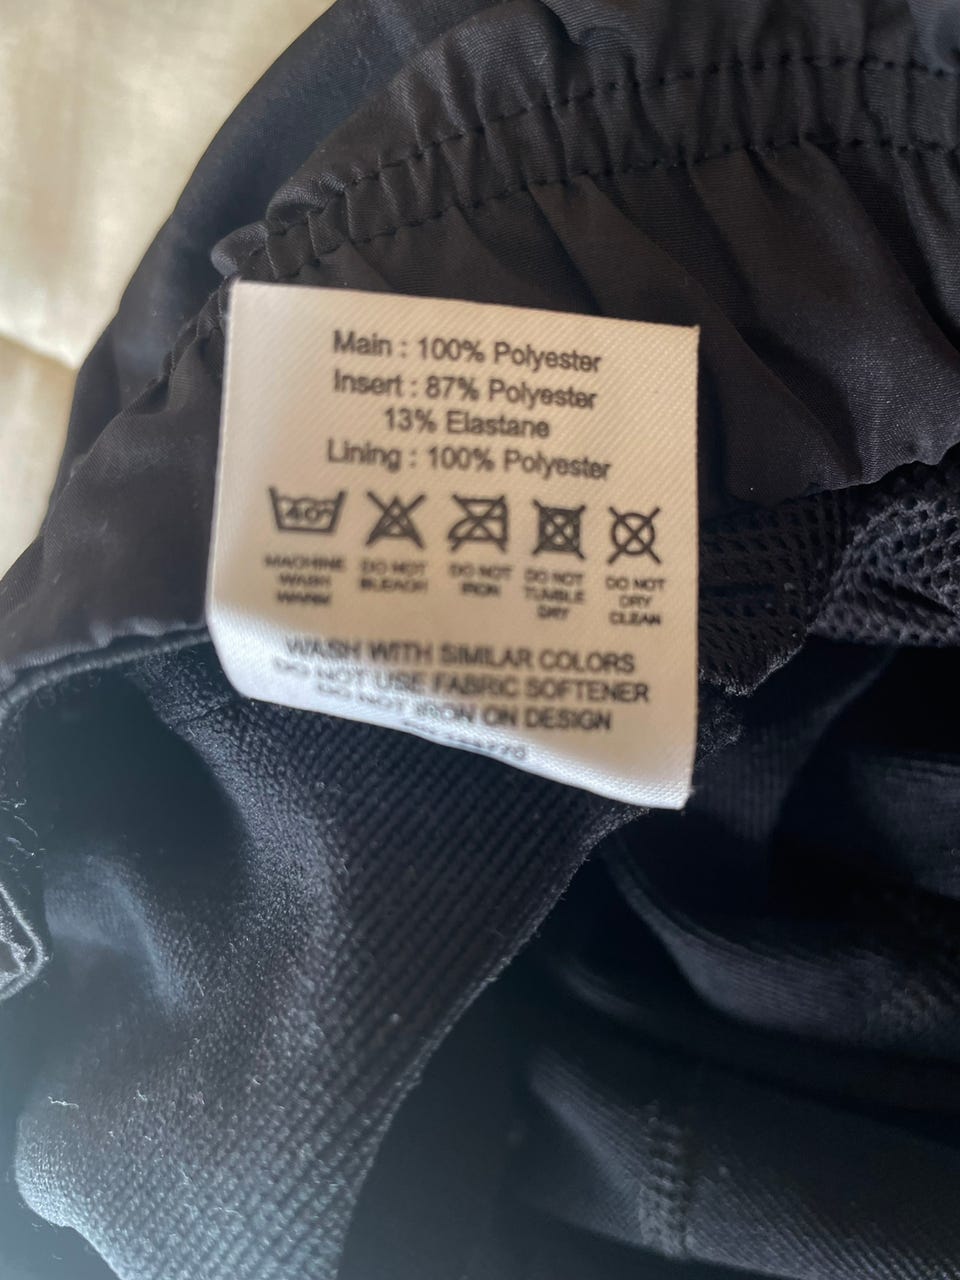 Main : 100% Polyester
Insert : 87% Polyester
13% Elastane
Lining : 100% Polyester
40°
MACHINE WASH WARM
DO NOT BLEACH
DO NOT IRON
DO NOT TUMBLE DRY
DO NOT DRY CLEAN
WASH WITH SIMILAR COLORS
DO NOT USE FABRIC SOFTENER
DO NOT IRON ON DESIGN